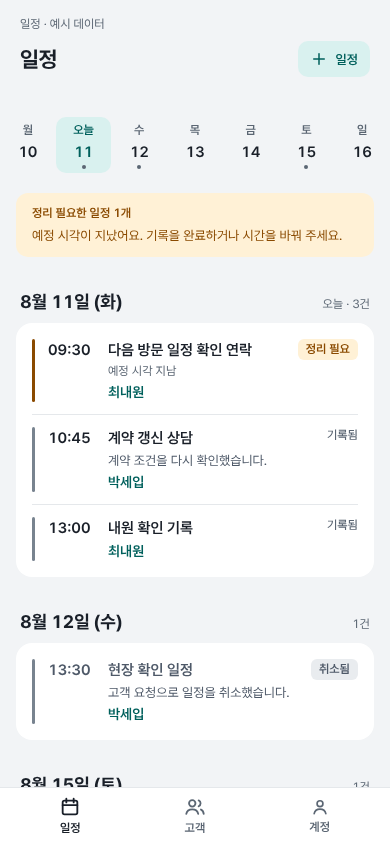 일정 · 예시 데이터
일정
일정
월 오늘 수 목 금 토 일
10 11 12 13 14 15 16
정리 필요한 일정 1개
예정 시각이 지났어요. 기록을 완료하거나 시간을 바꿔 주세요.
8월 11일 (화)
오늘 · 3건
09:30 다음 방문 일정 확인 연락 정리 필요
예정 시각 지남
최내원
10:45 계약 갱신 상담 기록됨
계약 조건을 다시 확인했습니다.
박세입
13:00 내원 확인 기록 기록됨
최내원
8월 12일 (수)
1건
13:30 현장 확인 일정 취소됨
고객 요청으로 일정을 취소했습니다.
박세입
8월 15일 (토)
1건
일정 고객 계정